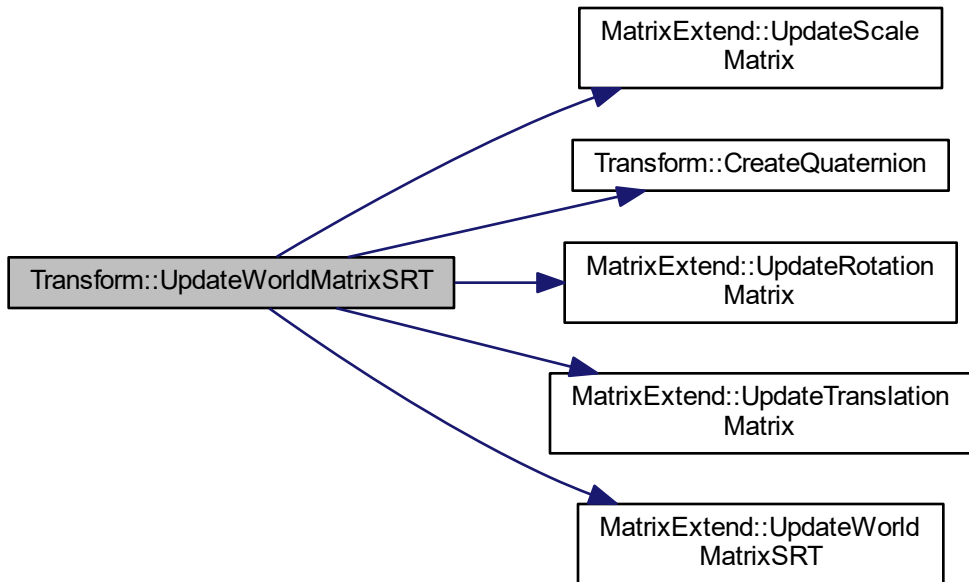 MatrixExtend::UpdateScale
Matrix
Transform::CreateQuaternion
Transform::UpdateWorldMatrixSRT
MatrixExtend::UpdateRotation
Matrix
MatrixExtend::UpdateTranslation
Matrix
MatrixExtend::UpdateWorld
MatrixSRT